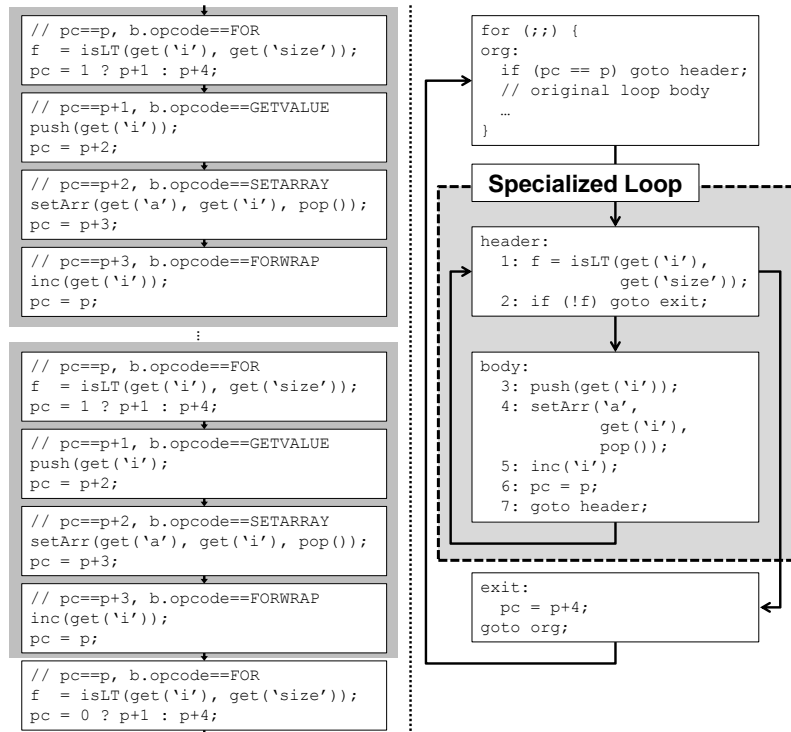 // pc==p, b.opcode==FOR
f  = isLT(get(‘i’), get(‘size’));
pc = 1 ? p+1 : p+4;
// pc==p+1, b.opcode==GETVALUE
push(get(‘i’));
pc = p+2;
// pc==p+2, b.opcode==SETARRAY
setArr(get(‘a’), get(‘i’), pop());
pc = p+3;
// pc==p+3, b.opcode==FORWRAP
inc(get(‘i’));
pc = p;
…
// pc==p, b.opcode==FOR
f  = isLT(get(‘i’), get(‘size’));
pc = 1 ? p+1 : p+4;
// pc==p+1, b.opcode==GETVALUE
push(get(‘i’);
pc = p+2;
// pc==p+2, b.opcode==SETARRAY
setArr(get(‘a’), get(‘i’), pop());
pc = p+3;
// pc==p+3, b.opcode==FORWRAP
inc(get(‘i’));
pc = p;
// pc==p, b.opcode==FOR
f  = isLT(get(‘i’), get(‘size’));
pc = 0 ? p+1 : p+4;
for (;;) {
org:
if (pc == p) goto header;
// original loop body
…
}
Specialized Loop
header:
1: f = isLT(get(‘i’),
get(‘size’));
2: if (!f) goto exit;
body:
3: push(get(‘i’));
4: setArr(‘a’,
get(‘i’),
pop());
5: inc(‘i’);
6: pc = p;
7: goto header;
exit:
pc = p+4;
goto org;